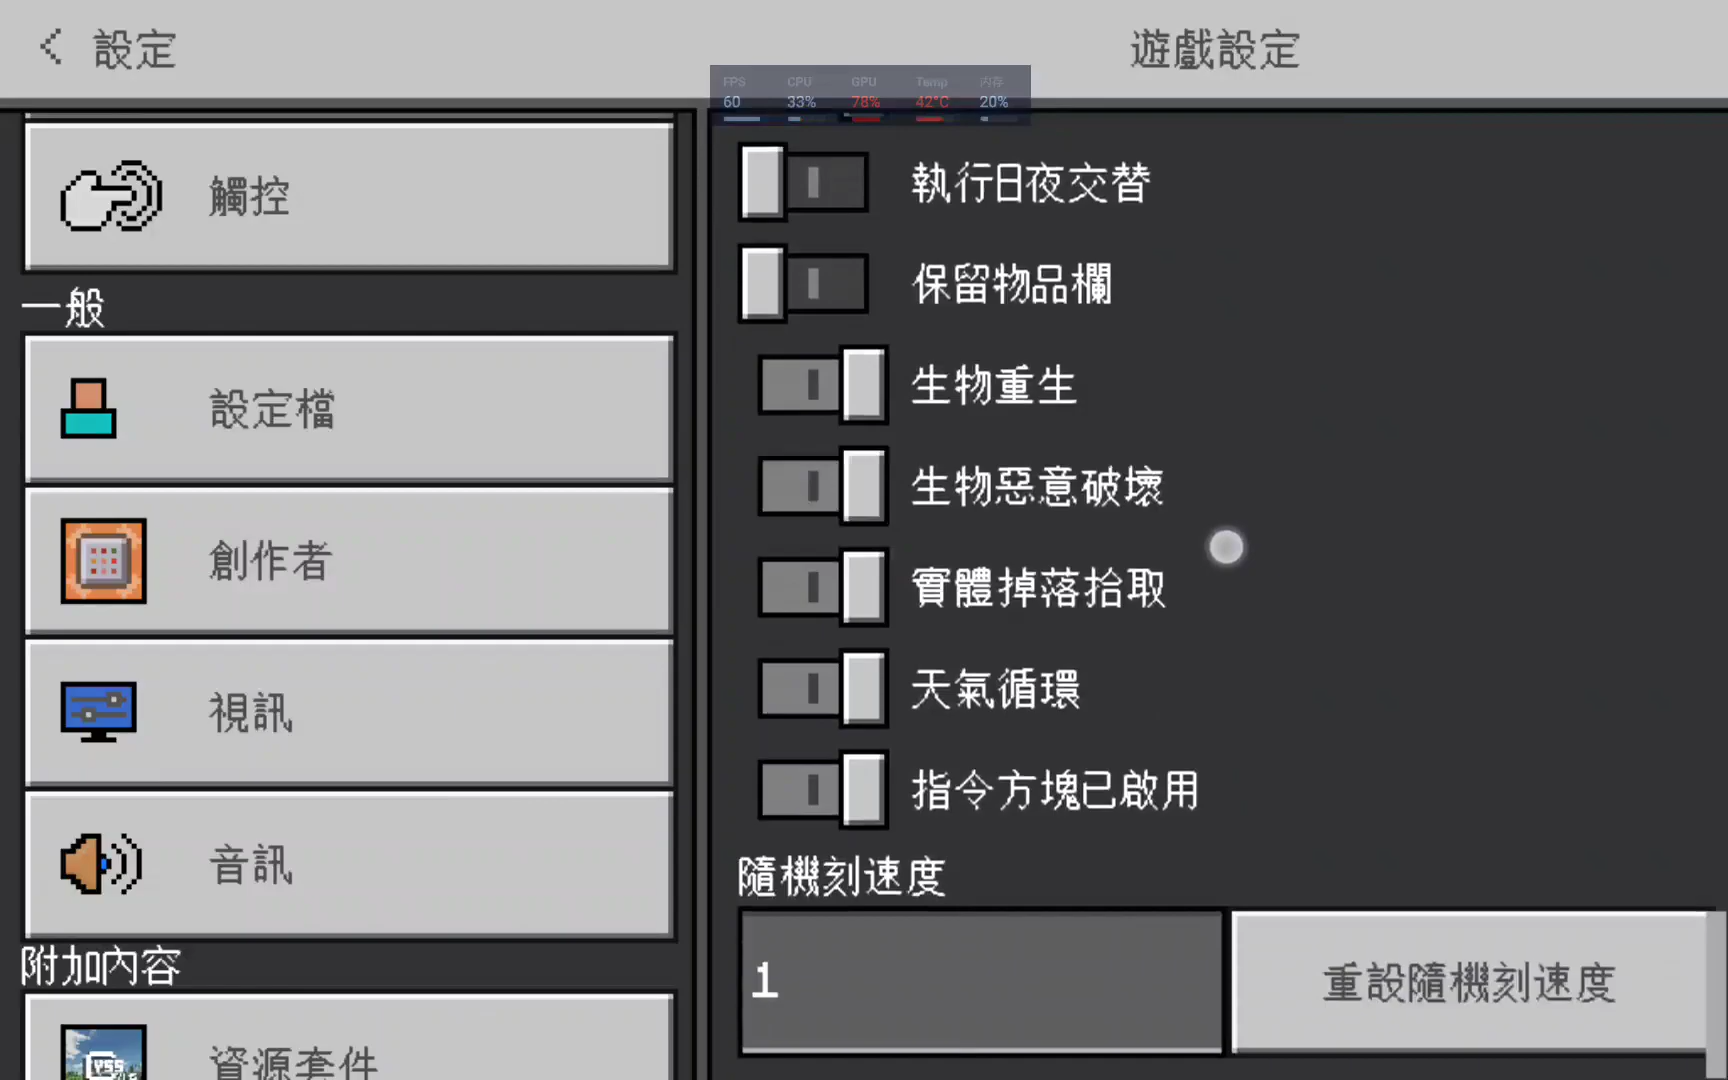 設定
遊戲設定
FPS CPU GPU Temp 内存
60 33% 78% 42°C 20%
觸控
一般
設定檔
創作者
視訊
音訊
附加內容
資源套件
執行日夜交替
保留物品欄
生物重生
生物惡意破壞
實體掉落拾取
天氣循環
指令方塊已啟用
隨機刻速度
1
重設隨機刻速度